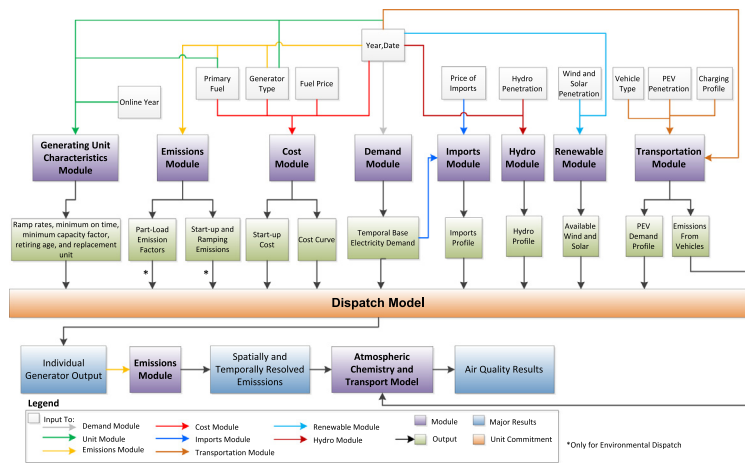 Year,Date
Primary
Fuel
Generator
Type
Fuel Price
Online Year
Price of
Imports
Hydro
Penetration
Wind and
Solar
Penetration
Vehicle
Type
PEV
Penetration
Charging
Profile
Generating Unit
Characteristics
Module
Emissions
Module
Cost
Module
Demand
Module
Imports
Module
Hydro
Module
Renewable
Module
Transportation
Module
Ramp rates, minimum on time,
minimum capacity factor,
retiring age, and replacement
unit
Part-Load
Emission
Factors
Start-up and
Ramping
Emissions
Start-up
Cost
Cost Curve
Temporal Base
Electricity Demand
Imports
Profile
Hydro
Profile
Available
Wind and
Solar
PEV
Demand
Profile
Emissions
From
Vehicles
*
*
Dispatch Model
Individual
Generator Output
Emissions
Module
Spatially and
Temporally Resolved
Emisssions
Atmospheric
Chemistry and
Transport Model
Air Quality Results
Legend
Input To:
Demand Module
Unit Module
Emissions Module
Cost Module
Imports Module
Transportation Module
Renewable Module
Hydro Module
Module
Output
Major Results
Unit Commitment
*Only for Environmental Dispatch